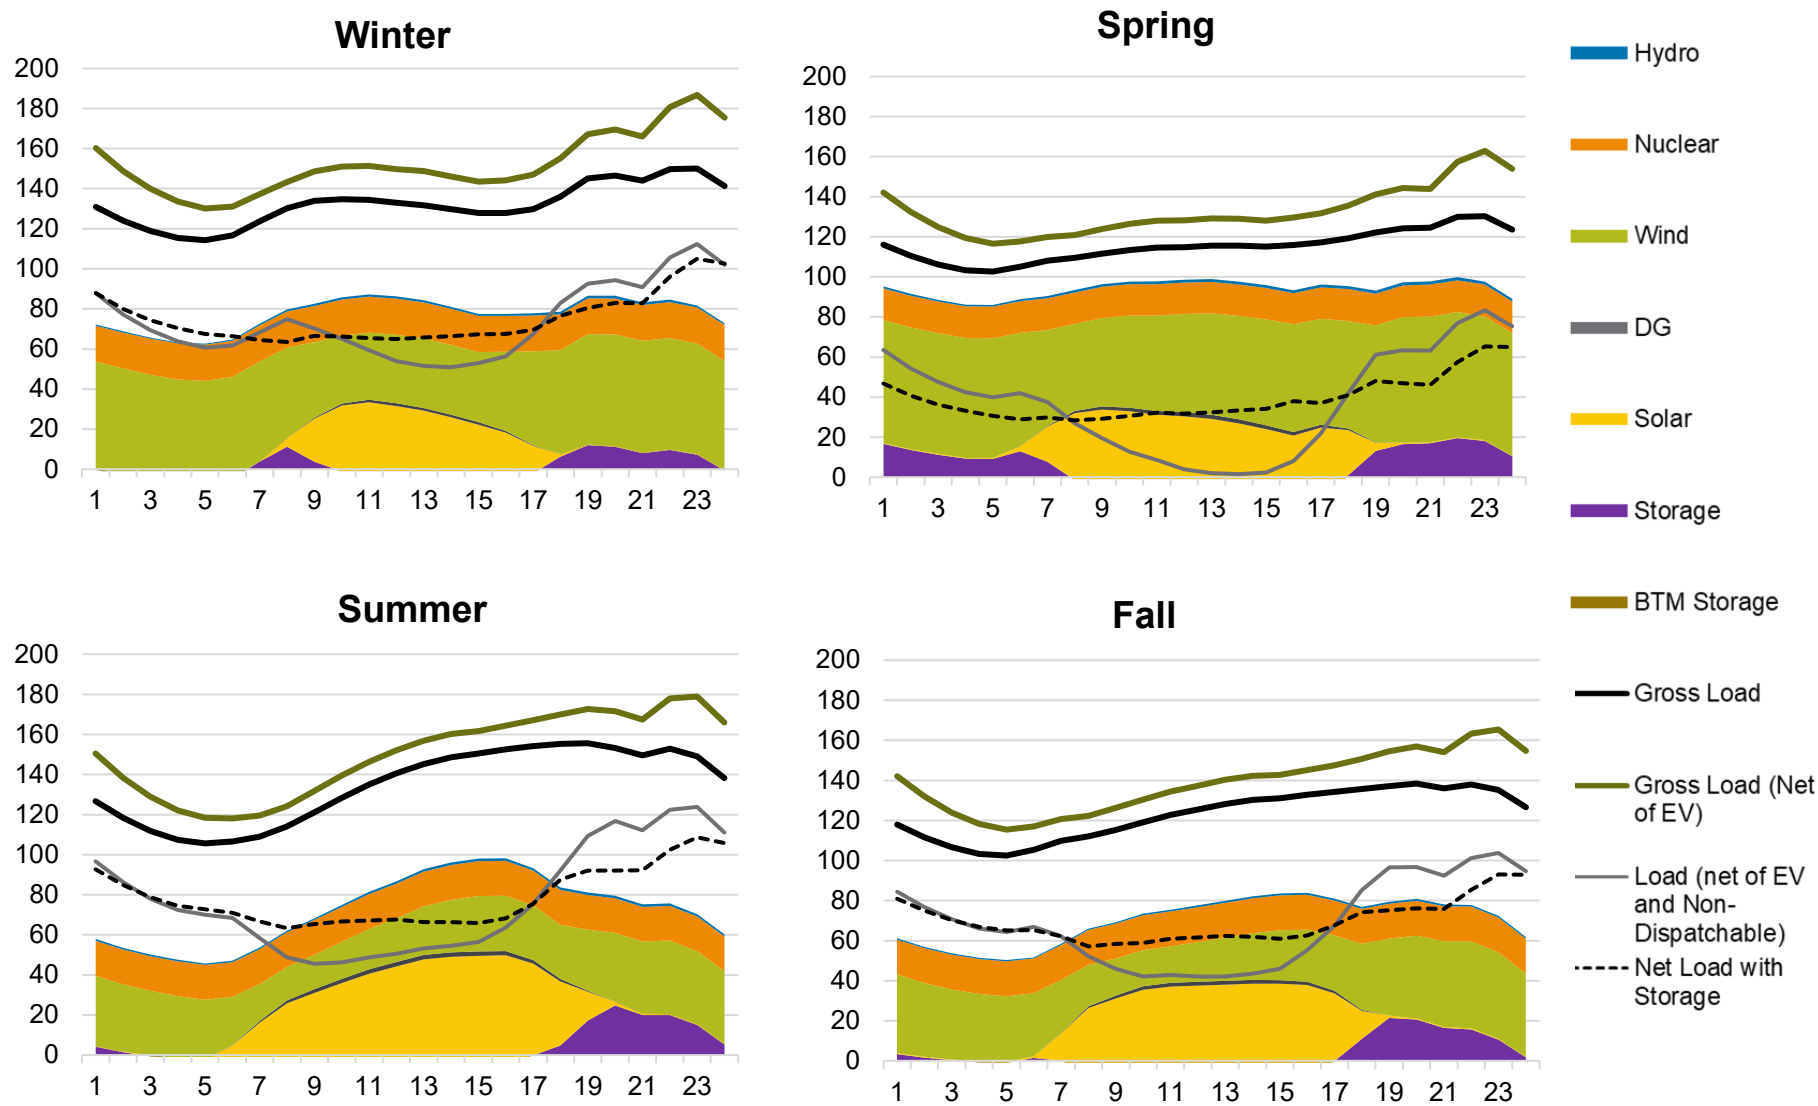 Winter
200
180
160
140
120
100
80
60
40
20
0
1 3 5 7 9 11 13 15 17 19 21 23
Spring
200
180
160
140
120
100
80
60
40
20
0
1 3 5 7 9 11 13 15 17 19 21 23
Summer
200
180
160
140
120
100
80
60
40
20
0
1 3 5 7 9 11 13 15 17 19 21 23
Fall
200
180
160
140
120
100
80
60
40
20
0
1 3 5 7 9 11 13 15 17 19 21 23
Hydro
Nuclear
Wind
DG
Solar
Storage
BTM Storage
Gross Load
Gross Load (Net
of EV)
Load (net of EV
and Non-
Dispatchable)
Net Load with
Storage